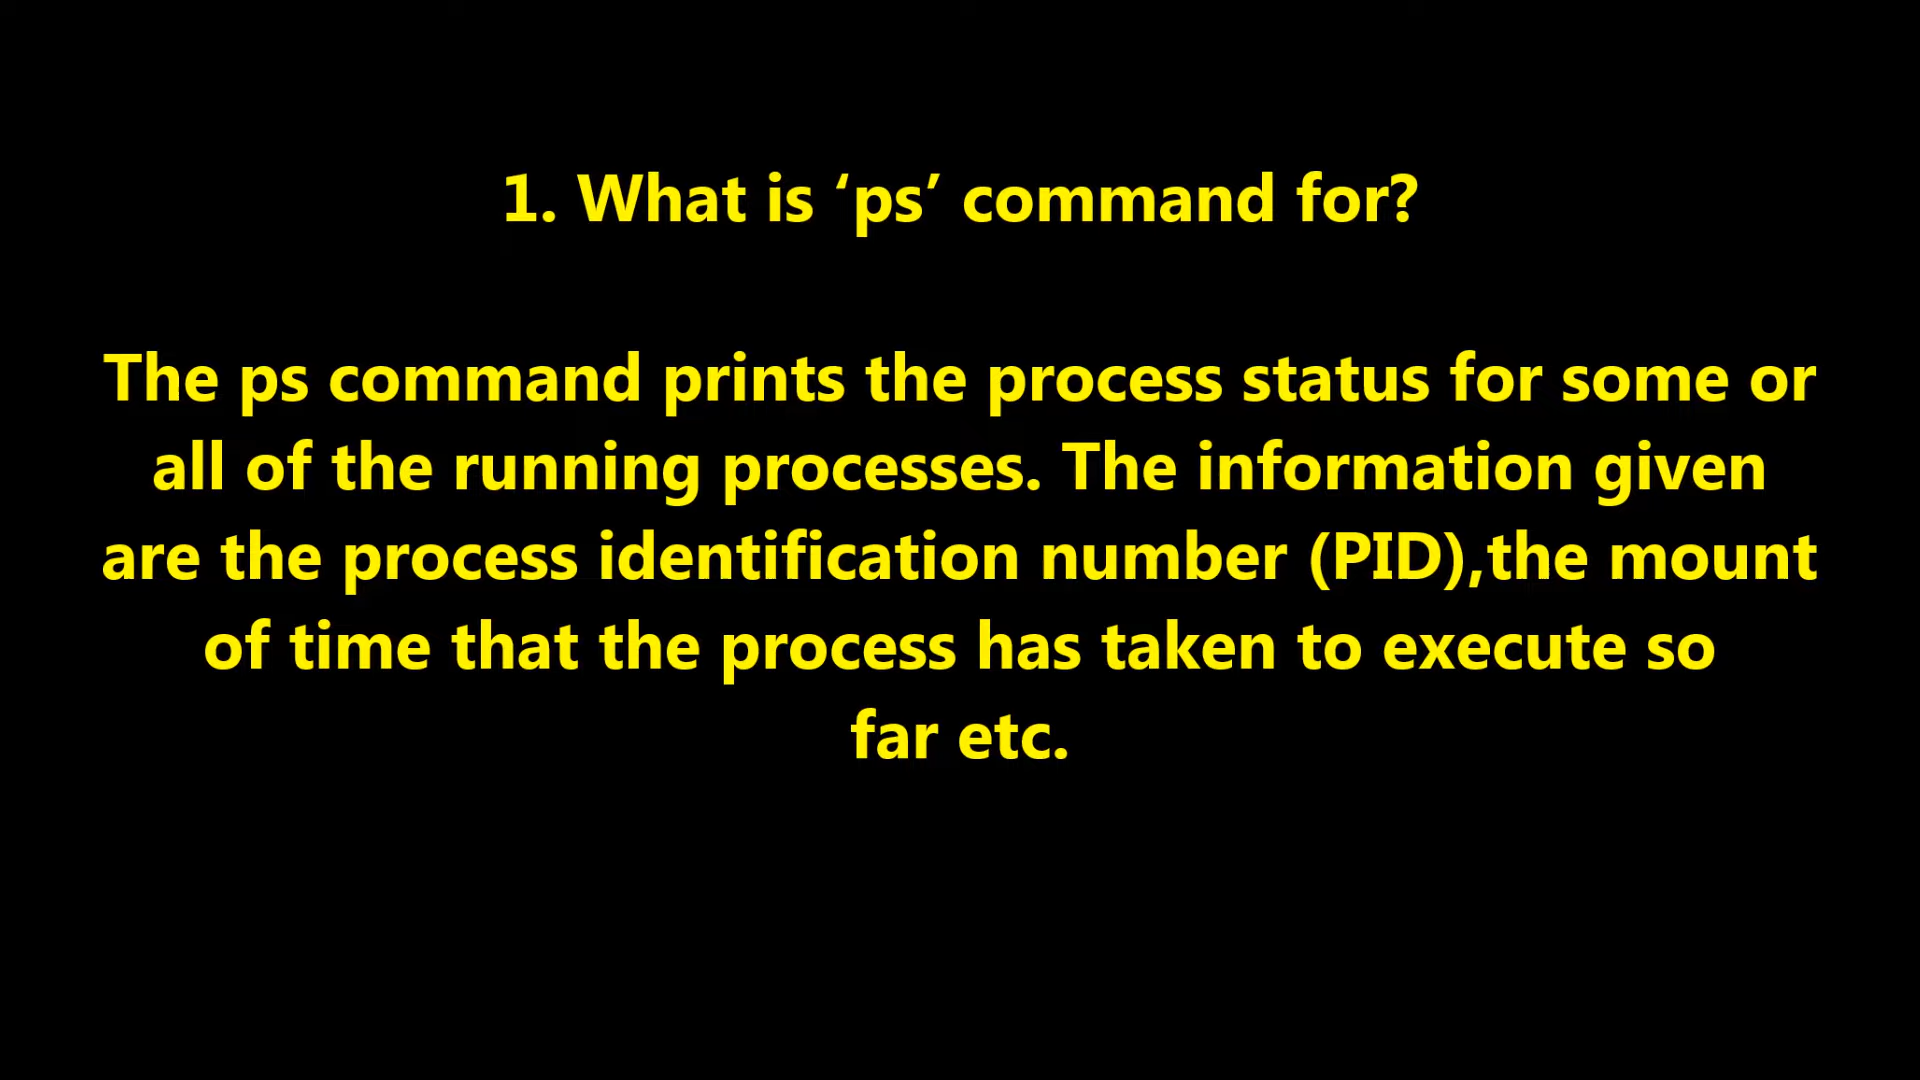 1. What is ‘ps’ command for?
The ps command prints the process status for some or
all of the running processes. The information given
are the process identification number (PID),the mount
of time that the process has taken to execute so
far etc.